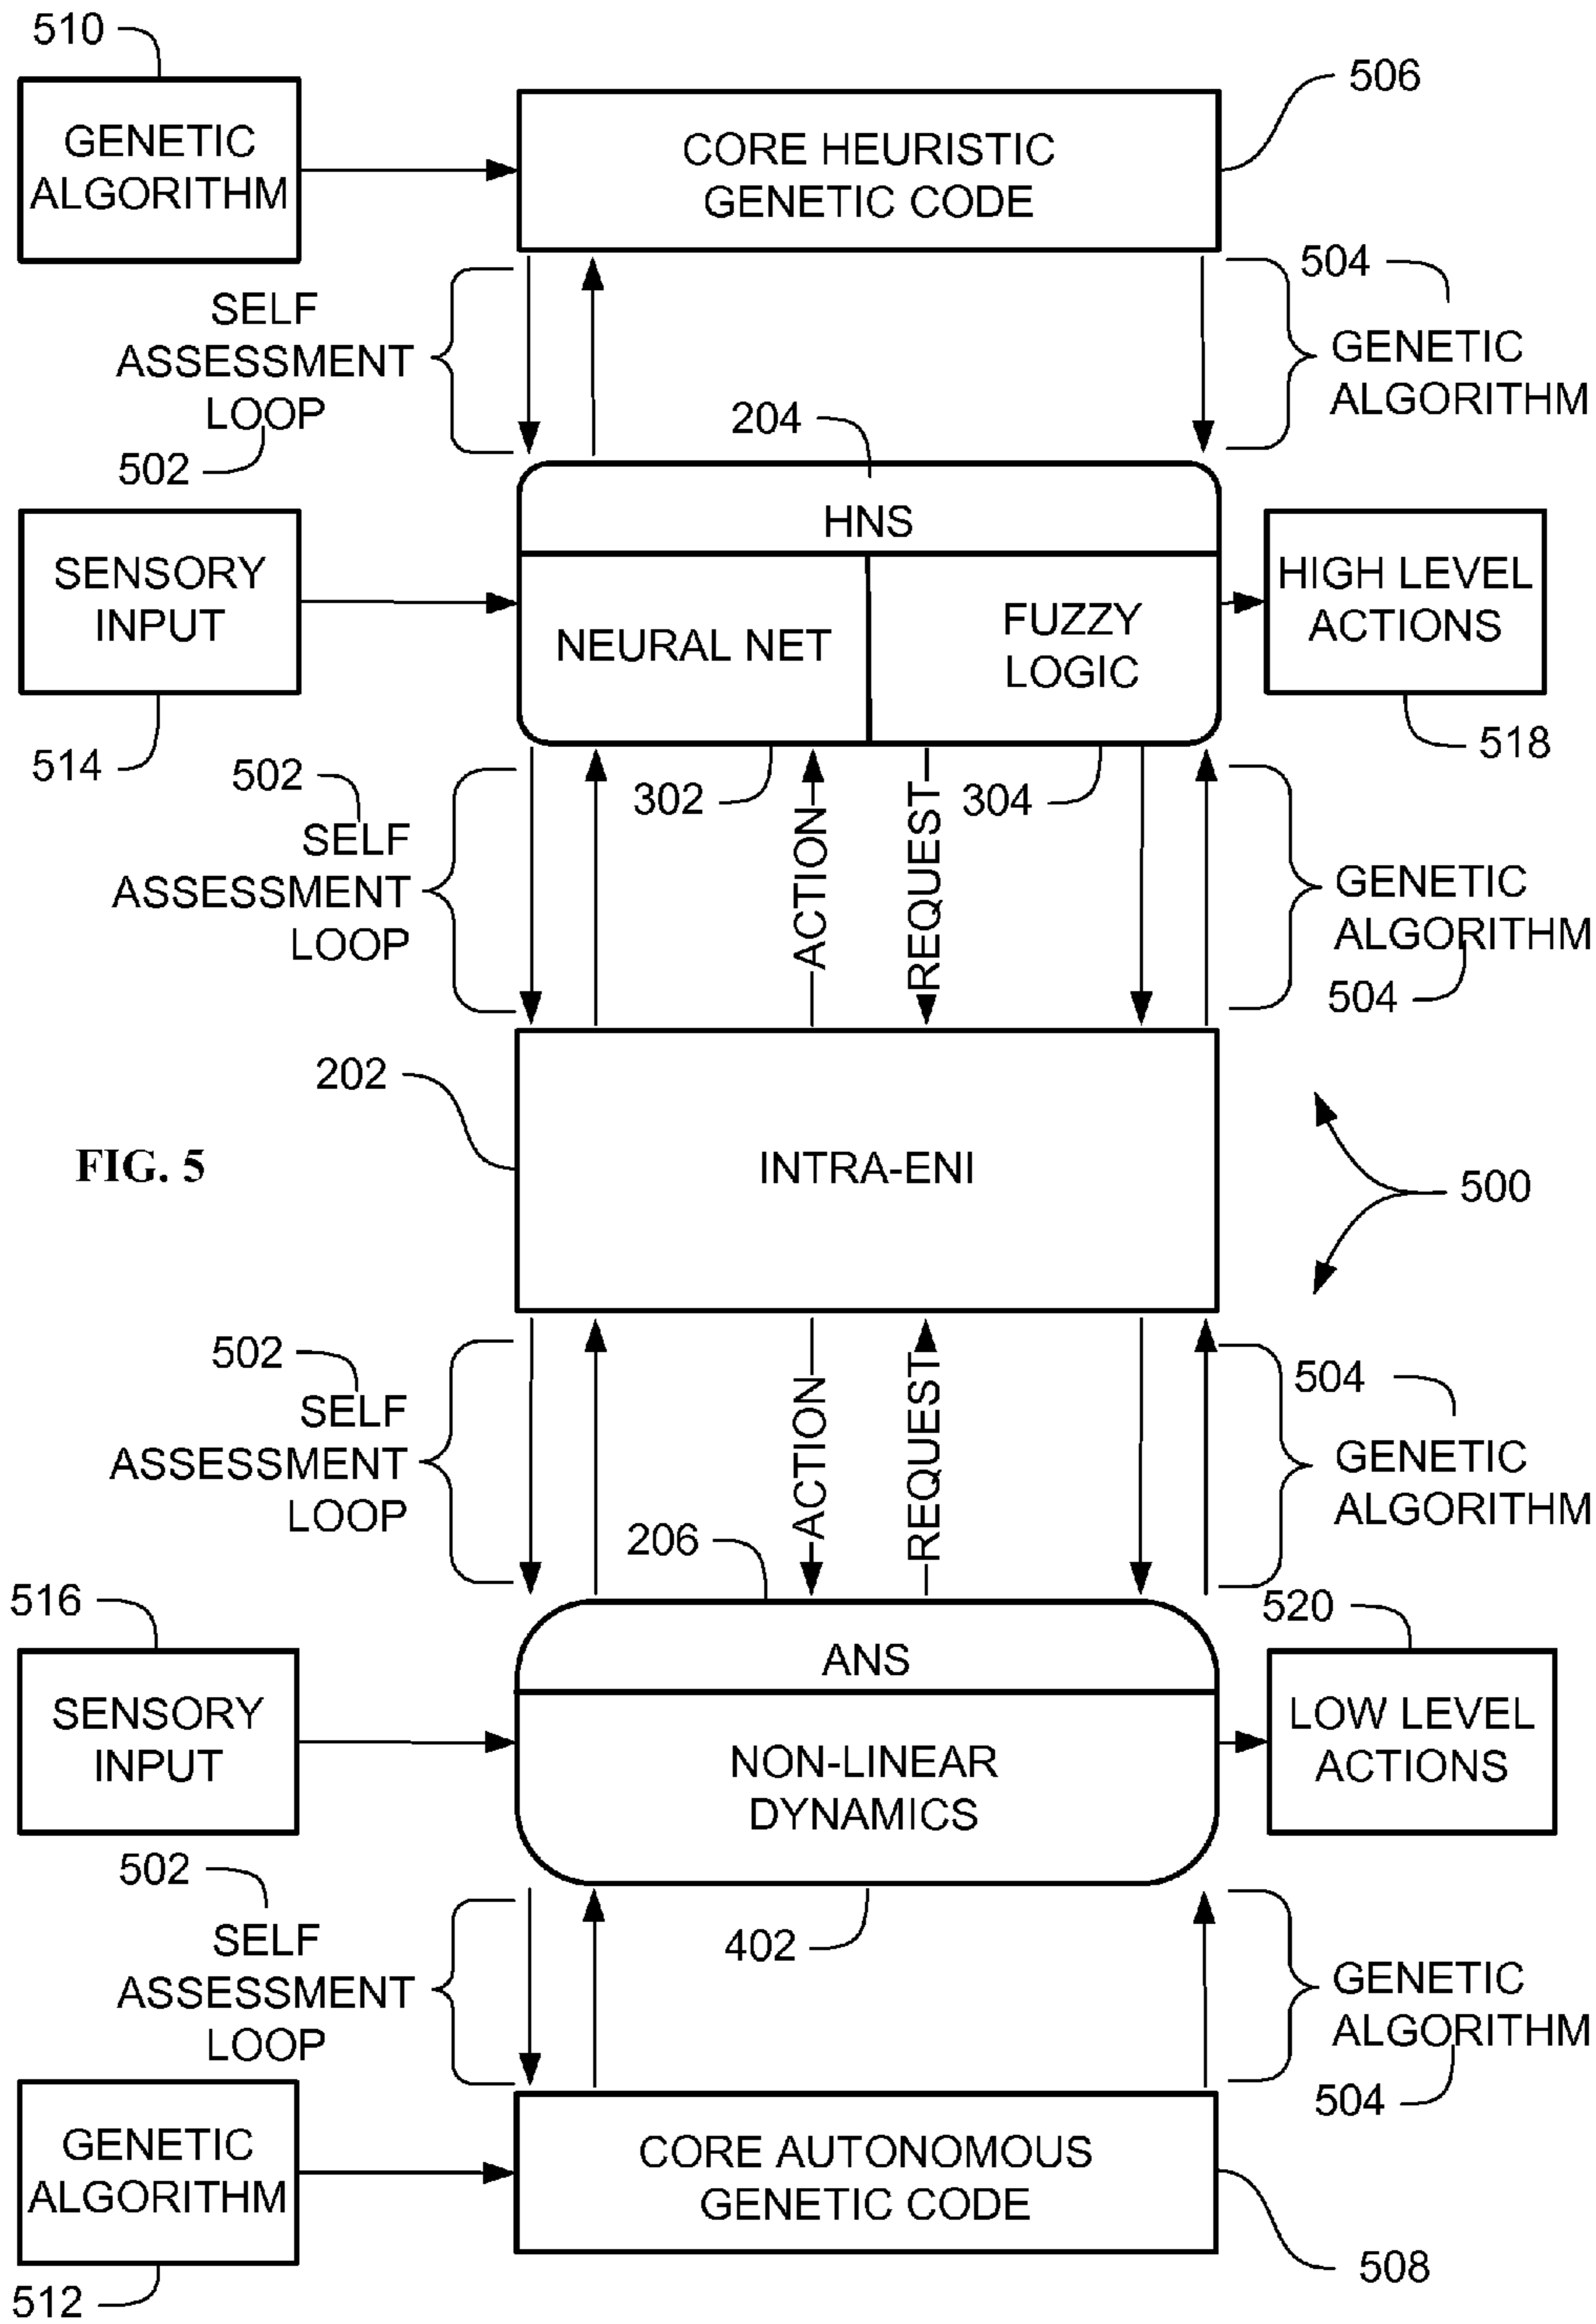 510
GENETIC
ALGORITHM
CORE HEURISTIC
GENETIC CODE
506
SELF
ASSESSMENT
LOOP
502
504
GENETIC
ALGORITHM
204
HNS
NEURAL NET
FUZZY
LOGIC
SENSORY
INPUT
514
HIGH LEVEL
ACTIONS
518
502
SELF
ASSESSMENT
LOOP
302
304
ACTION
REQUEST
GENETIC
ALGORITHM
504
202
INTRA-ENI
FIG. 5
500
502
SELF
ASSESSMENT
LOOP
ACTION
REQUEST
504
GENETIC
ALGORITHM
206
ANS
NON-LINEAR
DYNAMICS
516
SENSORY
INPUT
520
LOW LEVEL
ACTIONS
502
SELF
ASSESSMENT
LOOP
402
GENETIC
ALGORITHM
504
GENETIC
ALGORITHM
512
CORE AUTONOMOUS
GENETIC CODE
508